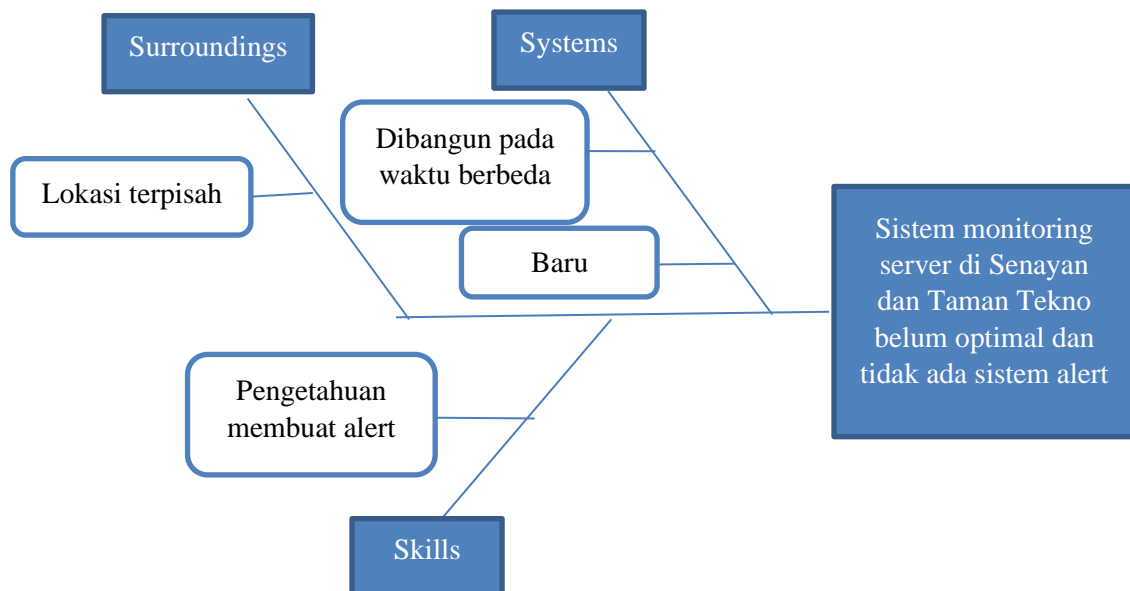 Surroundings
Systems
Dibangun pada
waktu berbeda
Lokasi terpisah
Baru
Sistem monitoring
server di Senayan
dan Taman Tekno
belum optimal dan
tidak ada sistem alert
Pengetahuan
membuat alert
Skills